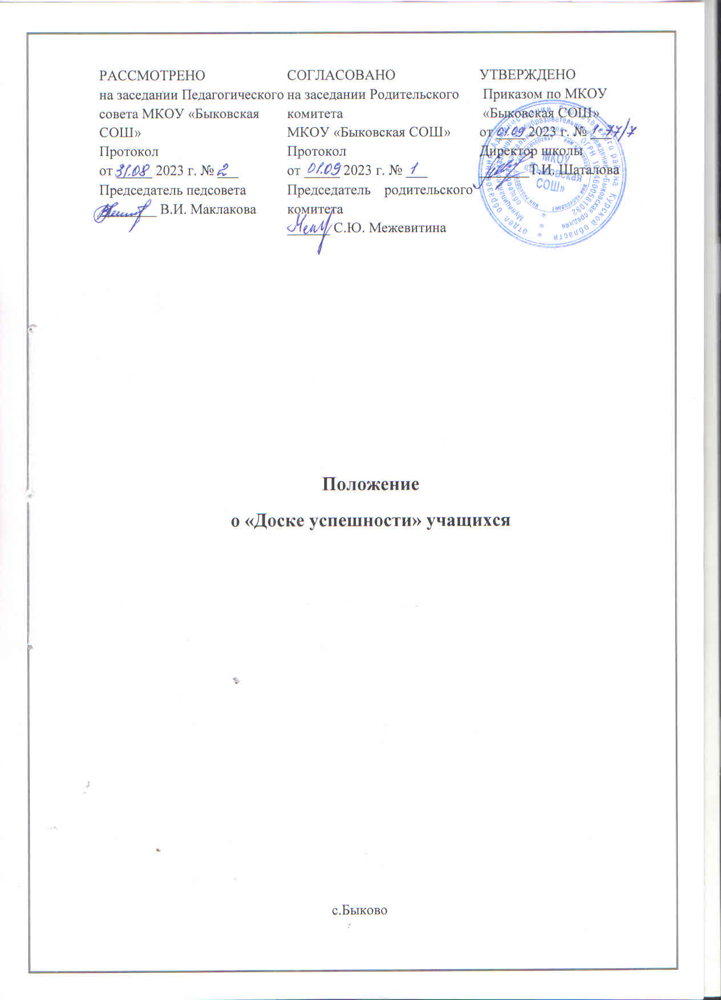 РАССМОТРЕНО
на заседании Педагогического
совета МКОУ «Быковская
СОШ»
Протокол
от 31.08 2023 г. № 2
Председатель педсовета
В.И. Маклакова
СОГЛАСОВАНО
на заседании Родительского
комитета
МКОУ «Быковская СОШ»
Протокол
от 01.09 2023 г. № 1
Председатель родительского
комитета
С.Ю. Межевитина
УТВЕРЖДЕНО
Приказом по МКОУ
«Быковская СОШ»
от 01.09 2023 г. № 1-77/7
Директор школы
Т.И. Шаталова
МКОУ
«Быковская
СОШ»
Положение
о «Доске успешности» учащихся
с.Быково